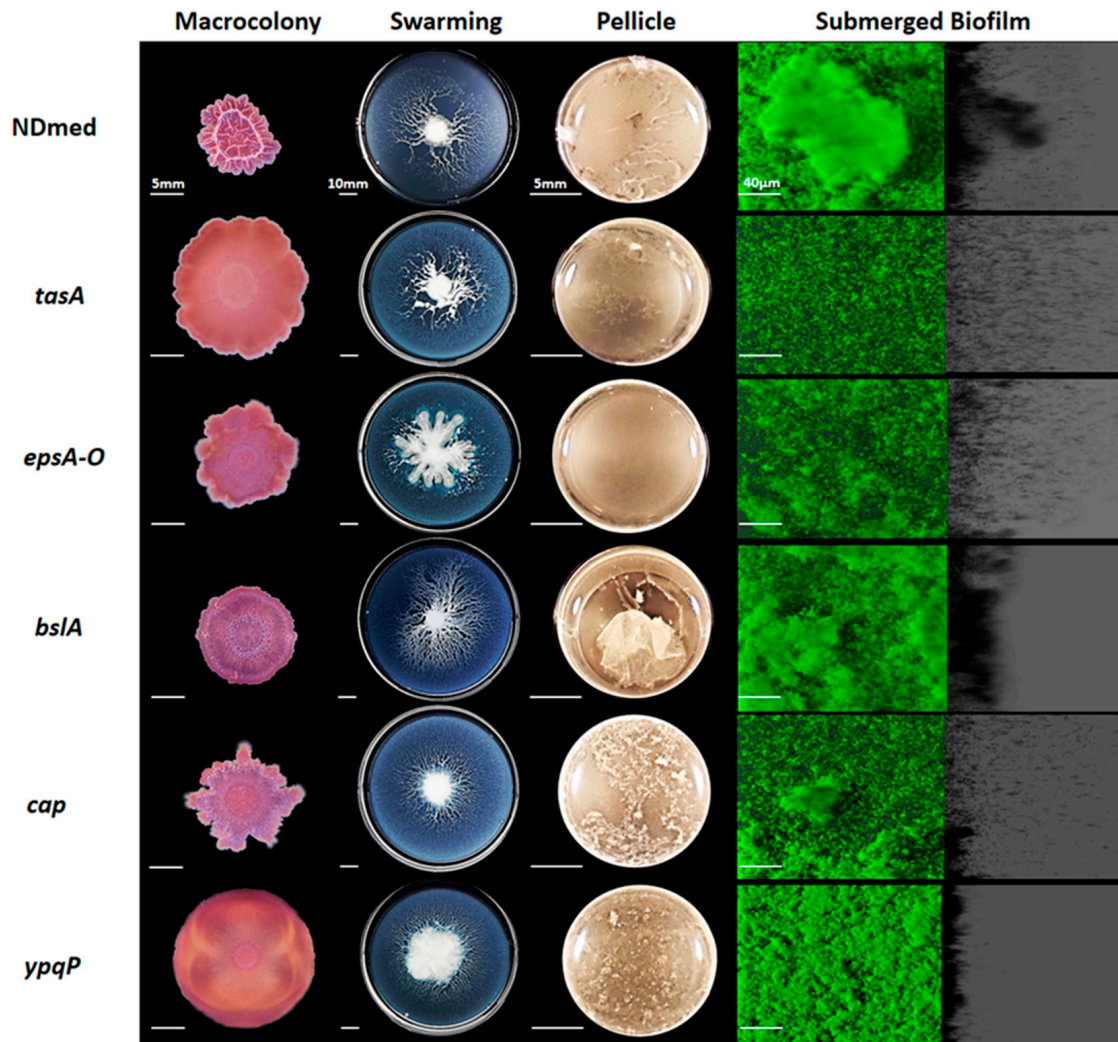 Macrocolony Swarming Pellicle Submerged Biofilm
NDmed
5mm 10mm 5mm 40µm
tasA
epsA-O
bslA
cap
ypqP